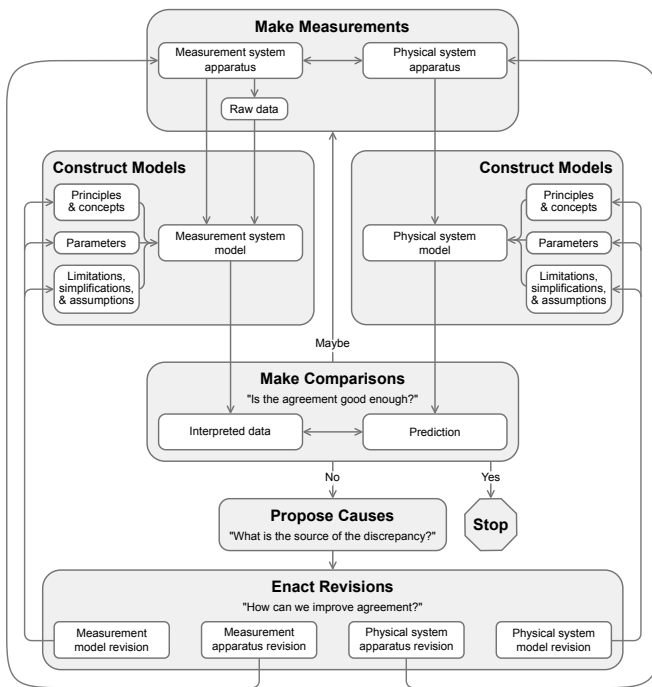 Make Measurements
Measurement system
apparatus
Physical system
apparatus
Raw data
Construct Models
Principles
& concepts
Parameters
Limitations,
simplifications,
& assumptions
Measurement system
model
Construct Models
Physical system
model
Principles
& concepts
Parameters
Limitations,
simplifications,
& assumptions
Maybe
Make Comparisons
"Is the agreement good enough?"
Interpreted data
Prediction
No
Yes
Propose Causes
"What is the source of the discrepancy?"
Stop
Enact Revisions
"How can we improve agreement?"
Measurement
model revision
Measurement
apparatus revision
Physical system
apparatus revision
Physical system
model revision